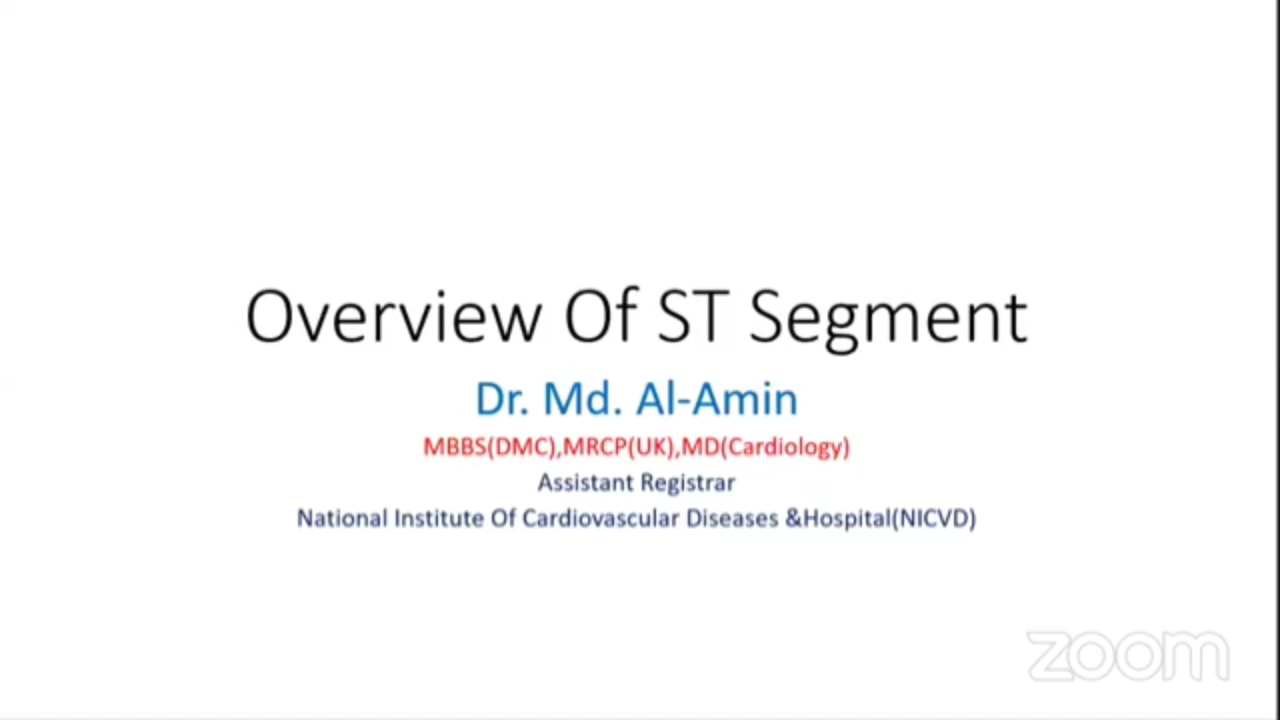 Overview Of ST Segment
Dr. Md. Al-Amin
MBBS(DMC),MRCP(UK),MD(Cardiology)
Assistant Registrar
National Institute Of Cardiovascular Diseases &Hospital(NICVD)
zoom